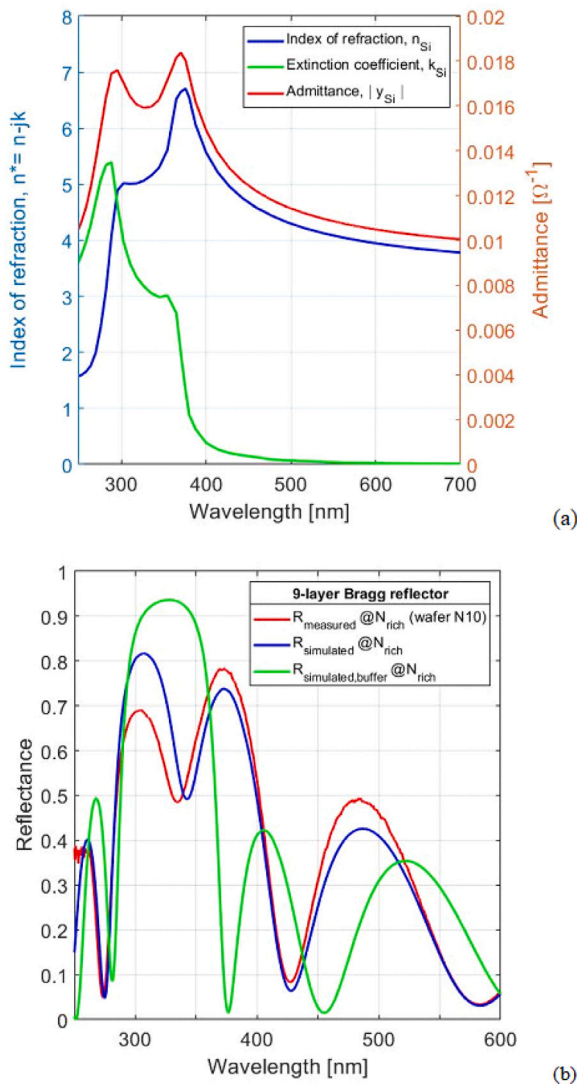 8
7
6
5
4
3
2
1
0
Index of refraction, n*= n-jk
Index of refraction, n_Si
Extinction coefficient, k_Si
Admittance, | y_Si |
0.02
0.018
0.016
0.014
0.012
0.01
0.008
0.006
0.004
0.002
0
Admittance [Ω⁻¹]
300 400 500 600 700
Wavelength [nm]
(a)
1
0.9
0.8
0.7
0.6
0.5
0.4
0.3
0.2
0.1
0
Reflectance
9-layer Bragg reflector
R_measured @N_rich (wafer N10)
R_simulated @N_rich
R_simulated,buffer @N_rich
300 400 500 600
Wavelength [nm]
(b)